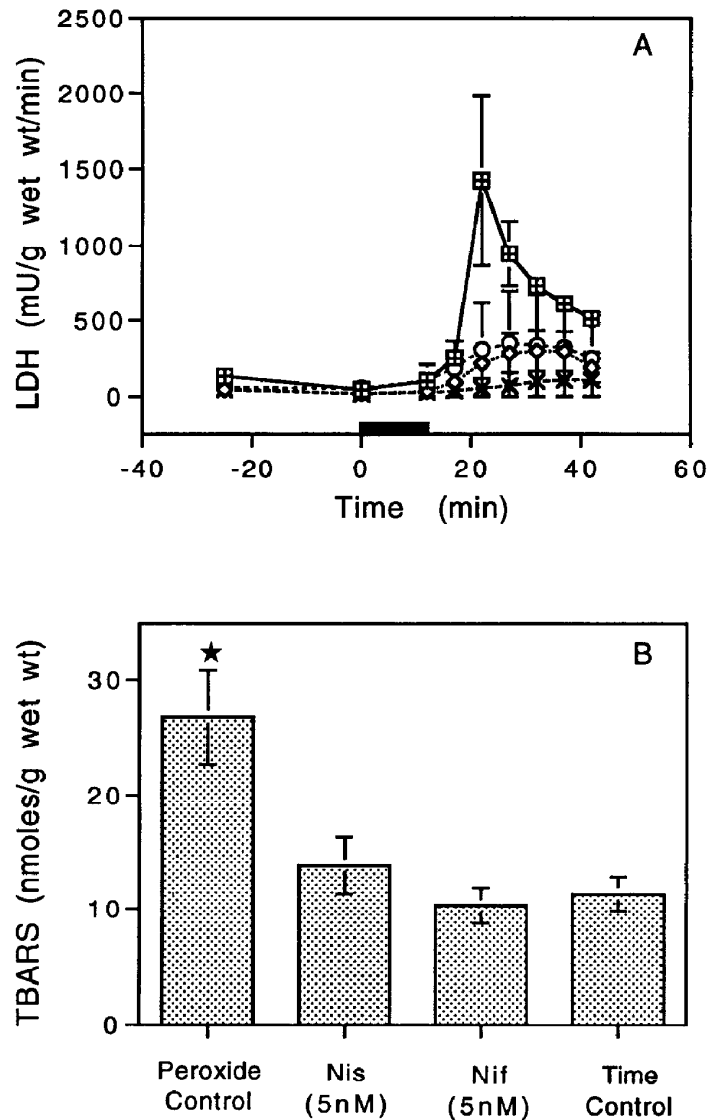 2500
A
2000
1500
1000
500
0
LDH (mU/g wet wt/min)
-40
-20
0
20
40
60
Time (min)
B
30
20
10
0
TBARS (nmoles/g wet wt)
★
Peroxide Control
Nis (5nM)
Nif (5nM)
Time Control